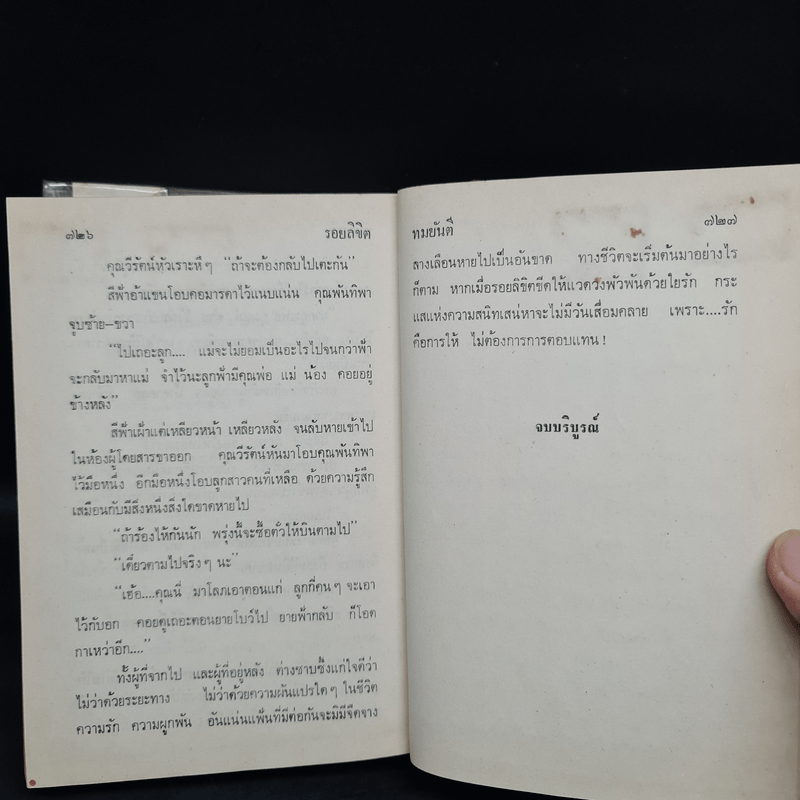 ๗๒๖ รอยลิขิต
คุณวีรัตน์หัวเราะหึๆ “ถ้าจะต้องกลับไปเตะกัน”
สีฟ้าอ้าแขนโอบคอมารดาไว้แนบแน่น คุณพันทิพา
จูบซ้าย–ขวา
“ไปเถอะลูก.... แม่จะไม่ยอมเป็นอะไรไปจนกว่าฟ้า
จะกลับมาหาแม่ จำไว้นะลูกฟ้ามีคุณพ่อ แม่ น้อง คอยอยู่
ข้างหลัง”
สีฟ้าเฝ้าแต่เหลียวหน้า เหลียวหลัง จนลับหายเข้าไป
ในห้องผู้โดยสารขาออก คุณวีรัตน์หันมาโอบคุณพันทิพา
ไว้มือหนึ่ง อีกมือหนึ่งโอบลูกสาวคนที่เหลือ ด้วยความรู้สึก
เสมือนกับมีสิ่งหนึ่งสิ่งใดขาดหายไป
“ถ้าร้องไห้กันนัก พรุ่งนี้จะซื้อตั๋วให้บินตามไป”
“เดี๋ยวตามไปจริงๆ นะ”
“เฮ้อ....คุณนี่ มาโลภเอาตอนแก่ ลูกกี่คนๆ จะเอา
ไว้กับอก คอยดูเถอะตอนยายโบว์ไป ยายฟ้ากลับ ก็โอด
กาเหว่าอีก....”
ทั้งผู้ที่จากไป และผู้ที่อยู่หลัง ต่างซาบซึ้งแก่ใจดีว่า
ไม่ว่าด้วยระยะทาง ไม่ว่าด้วยความผันแปรใดๆ ในชีวิต
ความรัก ความผูกพัน อันแน่นแฟ้นที่มีต่อกันจะมิมีจืดจาง
ทมยันตี ๗๒๗
ลางเลือนหายไปเป็นอันขาด ทางชีวิตจะเริ่มต้นมาอย่างไร
ก็ตาม หากเมื่อรอยลิขิตขีดให้แวดวงพัวพันด้วยใยรัก กระ
แสแห่งความสนิทเสน่หาจะไม่มีวันเสื่อมคลาย เพราะ....รัก
คือการให้ ไม่ต้องการการตอบแทน !
จบบริบูรณ์